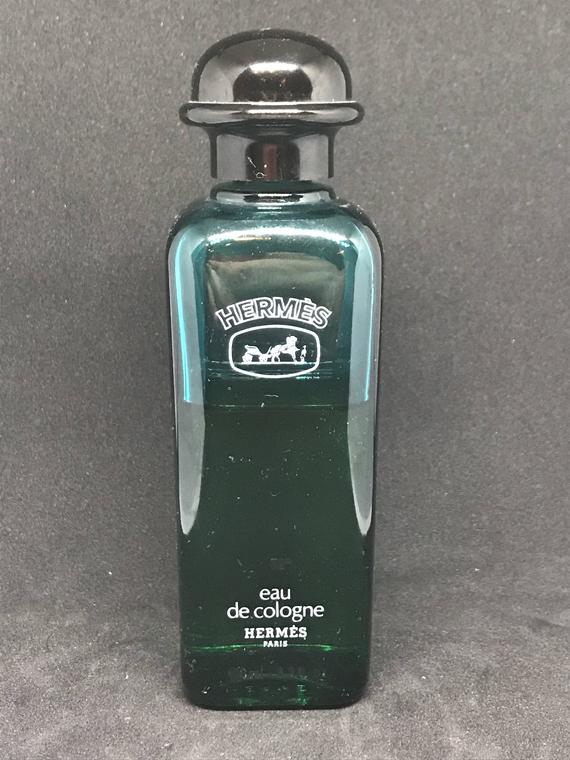 HERMÈS
eau
de cologne
HERMÈS
PARIS